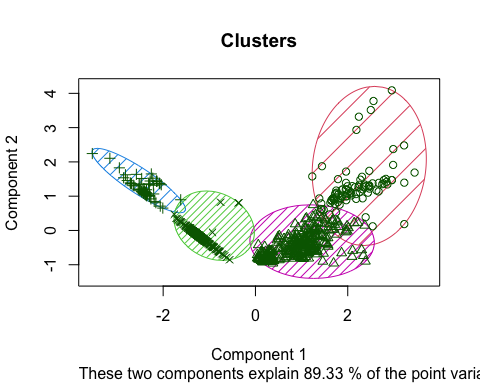 Clusters
Component 2
4
3
2
1
0
-1
-2
0
2
Component 1
These two components explain 89.33 % of the point varia